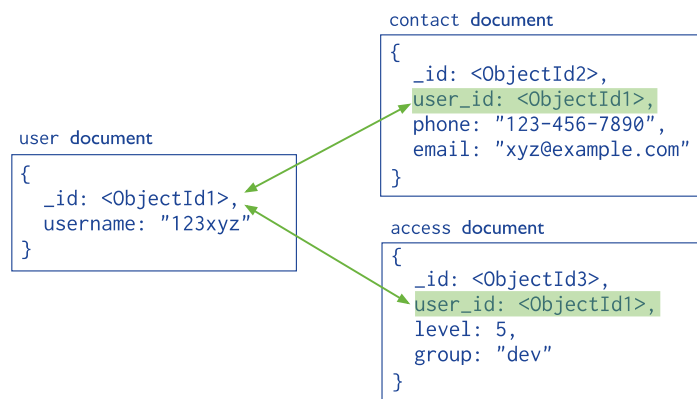 contact document
{
_id: <ObjectId2>,
user_id: <ObjectId1>,
phone: "123-456-7890",
email: "xyz@example.com"
}
user document
{
_id: <ObjectId1>,
username: "123xyz"
}
access document
{
_id: <ObjectId3>,
user_id: <ObjectId1>,
level: 5,
group: "dev"
}